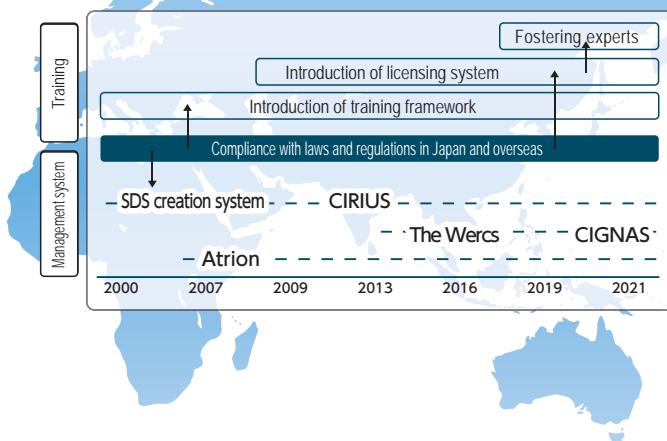 Training
Fostering experts
Introduction of licensing system
Introduction of training framework
Compliance with laws and regulations in Japan and overseas
Management system
SDS creation system
CIRIUS
The Wercs
CIGNAS
Atrion
2000 2007 2009 2013 2016 2019 2021